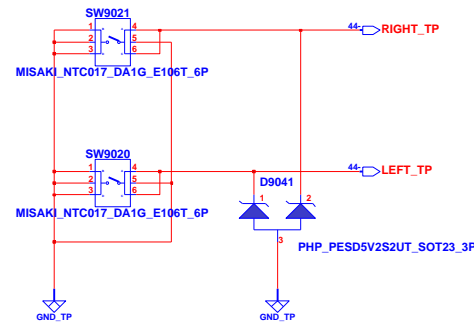 SW9021
1 4
2 5
3 6
MISAKI_NTC017_DA1G_E106T_6P
44- RIGHT_TP
SW9020
1 4
2 5
3 6
MISAKI_NTC017_DA1G_E106T_6P
44- LEFT_TP
D9041
1 2
3
PHP_PESD5V2S2UT_SOT23_3P
GND_TP GND_TP